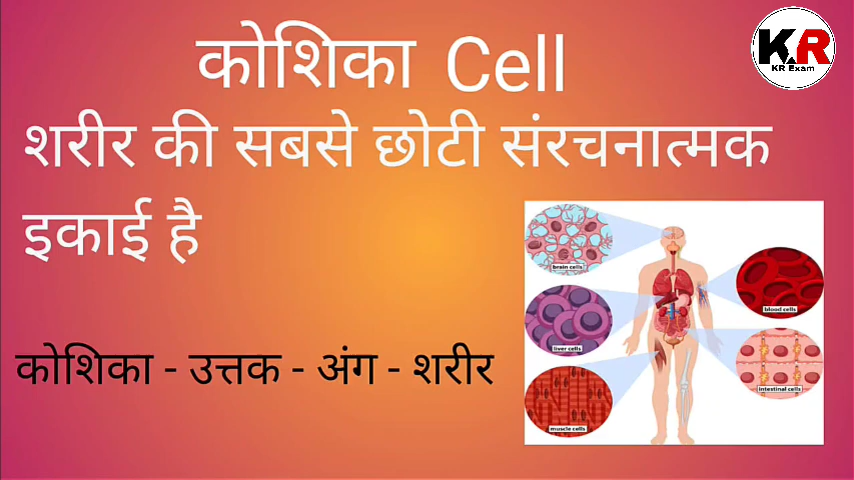 कोशिका Cell
KR
KR Exam
शरीर की सबसे छोटी संरचनात्मक
इकाई है
brain cells
blood cells
liver cells
intestinal cells
muscle cells
कोशिका - उत्तक - अंग - शरीर